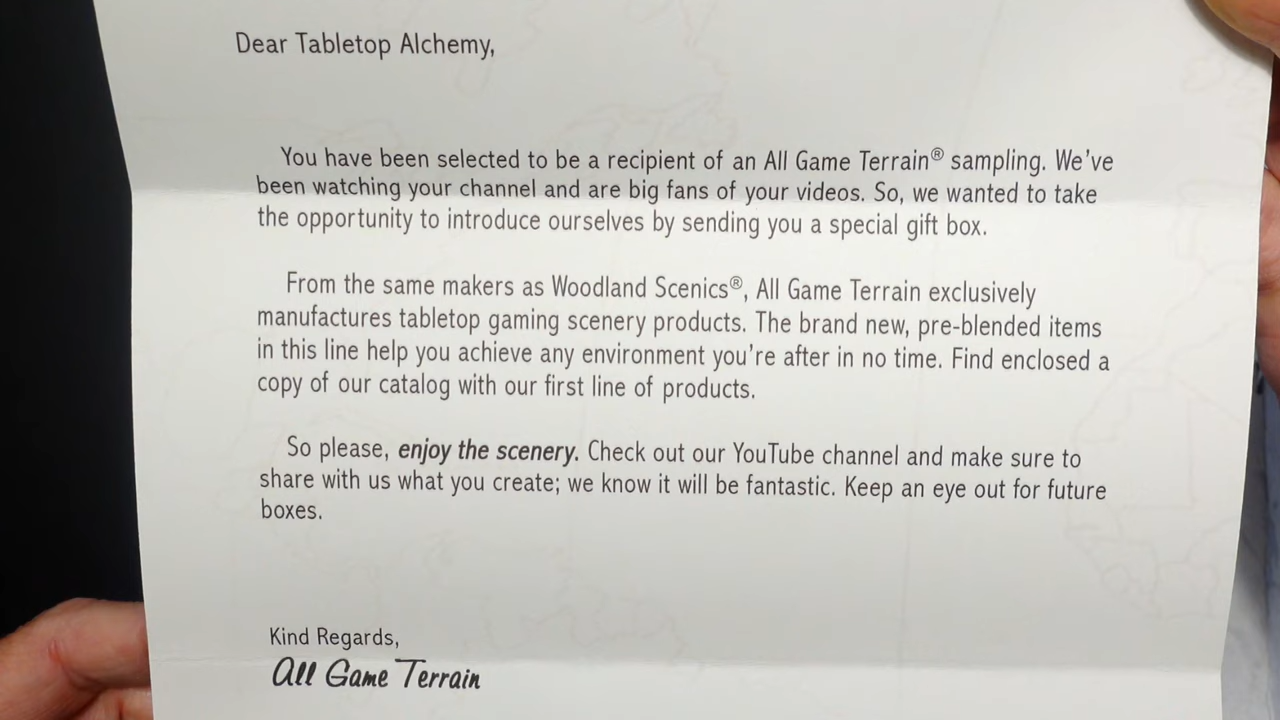 Dear Tabletop Alchemy,
You have been selected to be a recipient of an All Game Terrain® sampling. We've
been watching your channel and are big fans of your videos. So, we wanted to take
the opportunity to introduce ourselves by sending you a special gift box.
From the same makers as Woodland Scenics®, All Game Terrain exclusively
manufactures tabletop gaming scenery products. The brand new, pre-blended items
in this line help you achieve any environment you're after in no time. Find enclosed a
copy of our catalog with our first line of products.
So please, enjoy the scenery. Check out our YouTube channel and make sure to
share with us what you create; we know it will be fantastic. Keep an eye out for future
boxes.
Kind Regards,
All Game Terrain